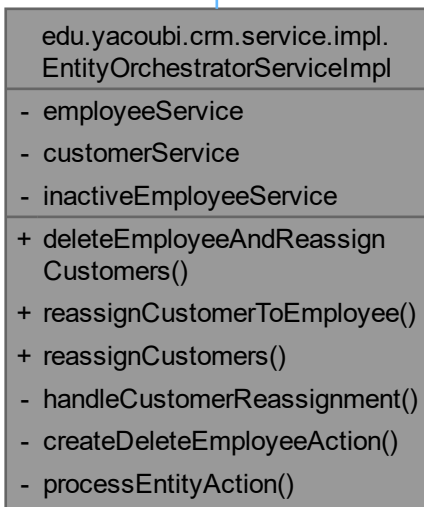 edu.yacoubi.crm.service.impl.
EntityOrchestratorServiceImpl
- employeeService
- customerService
- inactiveEmployeeService
+ deleteEmployeeAndReassign
Customers()
+ reassignCustomerToEmployee()
+ reassignCustomers()
- handleCustomerReassignment()
- createDeleteEmployeeAction()
- processEntityAction()